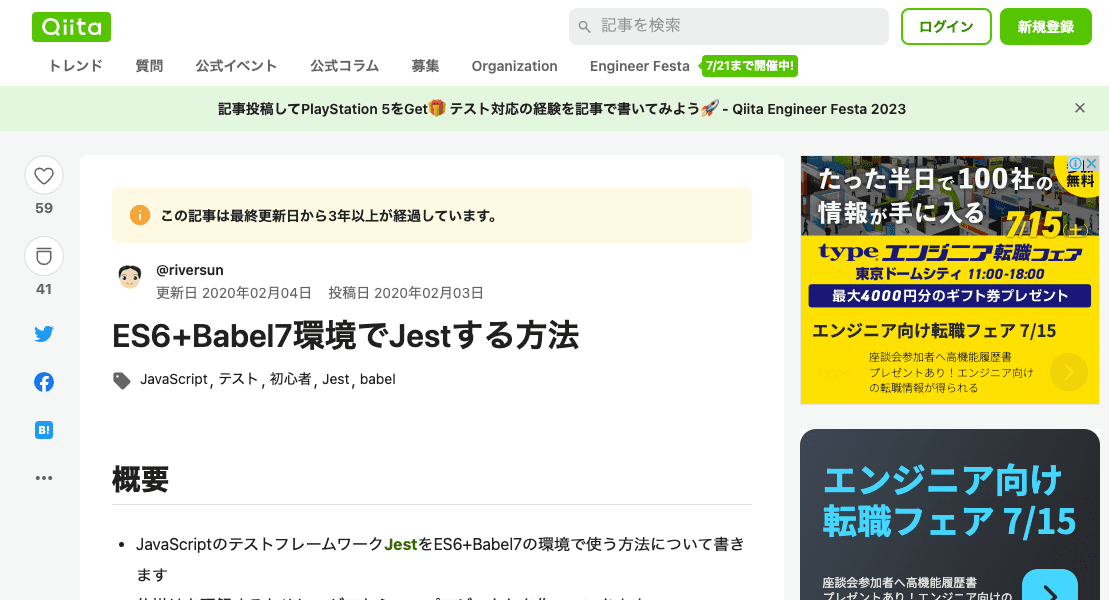 Qiita
記事を検索
ログイン
新規登録
トレンド 質問 公式イベント 公式コラム 募集 Organization Engineer Festa 7/21まで開催中!
記事投稿してPlayStation 5をGet🎁テスト対応の経験を記事で書いてみよう🚀 - Qiita Engineer Festa 2023
59
41
B!
この記事は最終更新日から3年以上が経過しています。
@riversun
更新日 2020年02月04日 投稿日 2020年02月03日
ES6+Babel7環境でJestする方法
JavaScript, テスト, 初心者, Jest, babel
概要
JavaScriptのテストフレームワークJestをES6+Babel7の環境で使う方法について書き
ます
たった半日で100社の
情報が手に入る
無料
7/15(土)
type エンジニア転職フェア
東京ドームシティ 11:00-18:00
最大4000円分のギフト券プレゼント
エンジニア向け転職フェア 7/15
座談会参加者へ高機能履歴書
プレゼントあり！エンジニア向け
の転職情報が得られる
エンジニア向け
転職フェア 7/15
座談会参加者へ高機能履歴書
プレゼントあり！エンジニア向けの